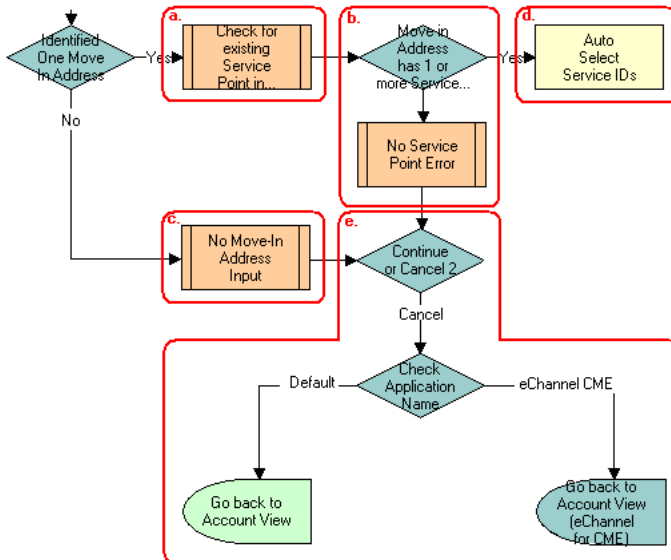 a.
b.
d.
Identified
One Move
In Address
Yes
Check for
existing
Service
Point in...
Move in
Address
has 1 or
more Service...
Yes
Auto
Select
Service IDs
No
No Service
Point Error
c.
e.
No Move-In
Address
Input
Continue
or Cancel 2
Cancel
Check
Application
Name
Default
eChannel CME
Go back to
Account View
Go back to
Account View
(eChannel
for CME)